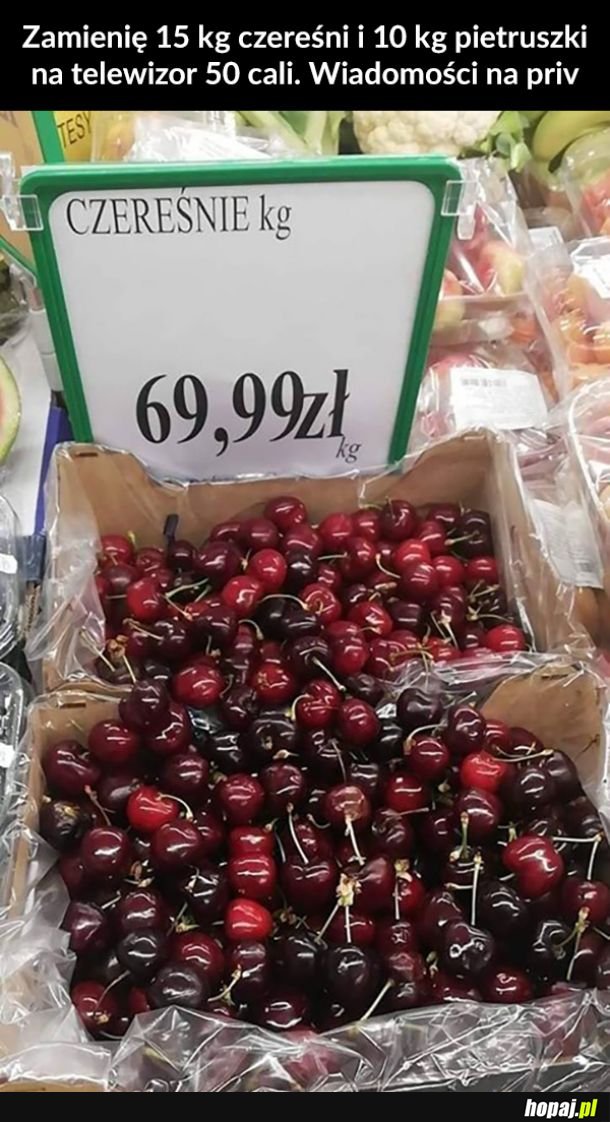 Zamienię 15 kg czereśni i 10 kg pietruszki
na telewizor 50 cali. Wiadomości na priv
TESY
CZEREŚNIE kg
69,99zł
kg
hopaj.pl